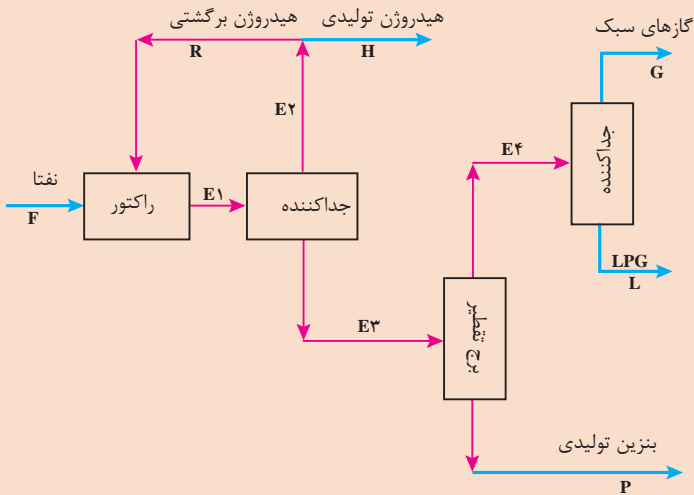 هیدروژن تولیدی
هیدروژن برگشتی
گازهای سبک
R
H
G
E۲
جداکننده
E۴
نفتا
F
راکتور
E۱
جداکننده
LPG
L
E۳
برج تقطیر
بنزین تولیدی
P